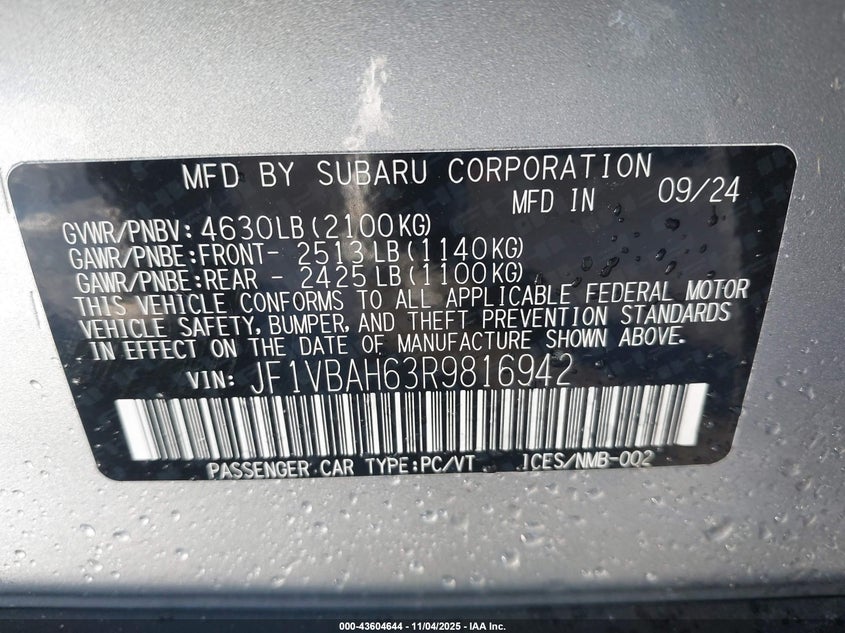 MFD BY SUBARU CORPORATION
MFD IN 09/24
GVWR/PNBV: 4630LB(2100KG)
GAWR/PNBE:FRONT- 2513LB(1140KG)
GAWR/PNBE:REAR - 2425LB(1100KG)
THIS VEHICLE CONFORMS TO ALL APPLICABLE FEDERAL MOTOR
VEHICLE SAFETY, BUMPER, AND THEFT PREVENTION STANDARDS
IN EFFECT ON THE DATE OF MANUFACTURE SHOWN ABOVE.
VIN: JF1VBAH63R9816942
PASSENGER CAR TYPE:PC/VT ICES/NMB-002
000-43604644 - 11/04/2025 - IAA Inc.